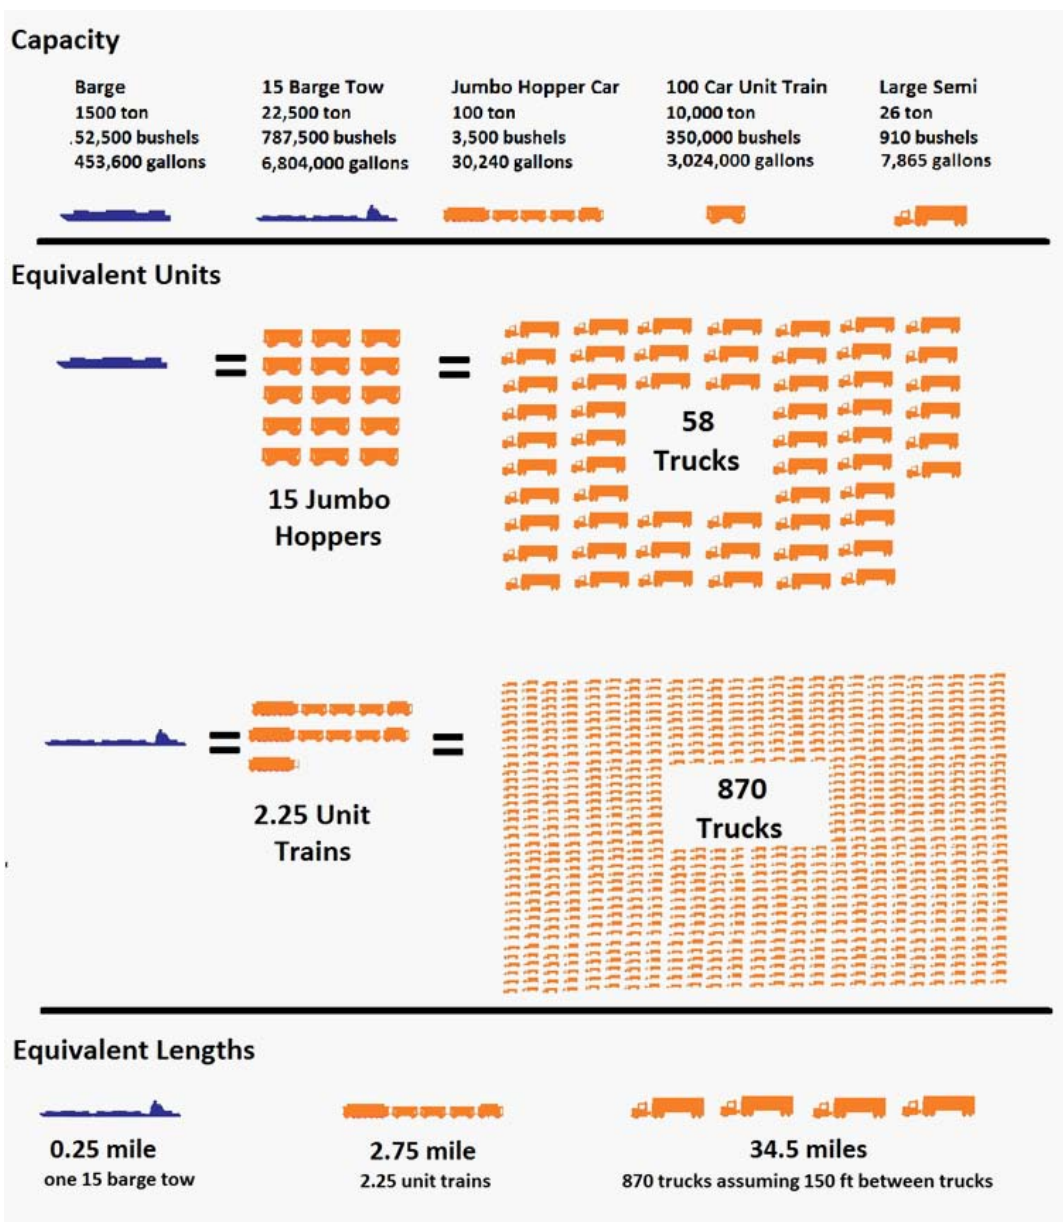 Capacity
Barge
1500 ton
.52,500 bushels
453,600 gallons
15 Barge Tow
22,500 ton
787,500 bushels
6,804,000 gallons
Jumbo Hopper Car
100 ton
3,500 bushels
30,240 gallons
100 Car Unit Train
10,000 ton
350,000 bushels
3,024,000 gallons
Large Semi
26 ton
910 bushels
7,865 gallons
Equivalent Units
=
=
15 Jumbo
Hoppers
58
Trucks
=
=
2.25 Unit
Trains
870
Trucks
Equivalent Lengths
0.25 mile
one 15 barge tow
2.75 mile
2.25 unit trains
34.5 miles
870 trucks assuming 150 ft between trucks